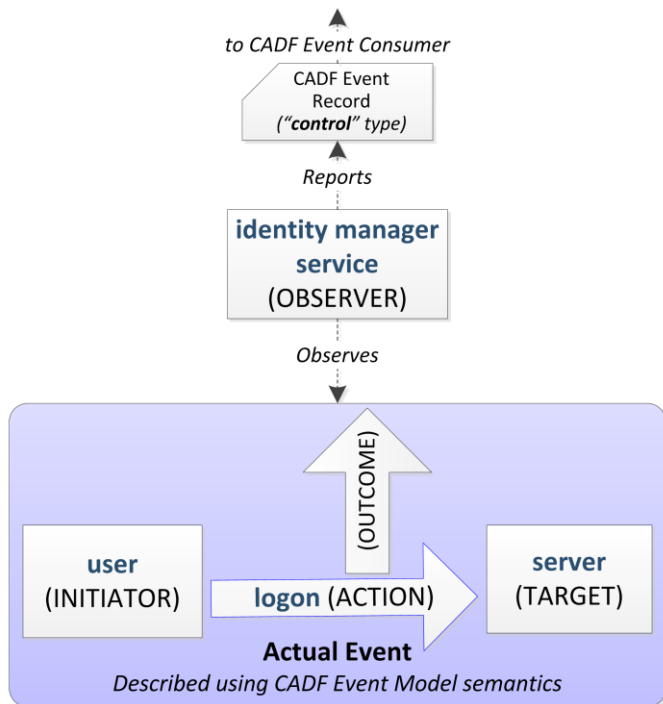 to CADF Event Consumer
CADF Event
Record
(“control” type)
Reports
identity manager
service
(OBSERVER)
Observes
(OUTCOME)
user
(INITIATOR)
logon (ACTION)
server
(TARGET)
Actual Event
Described using CADF Event Model semantics